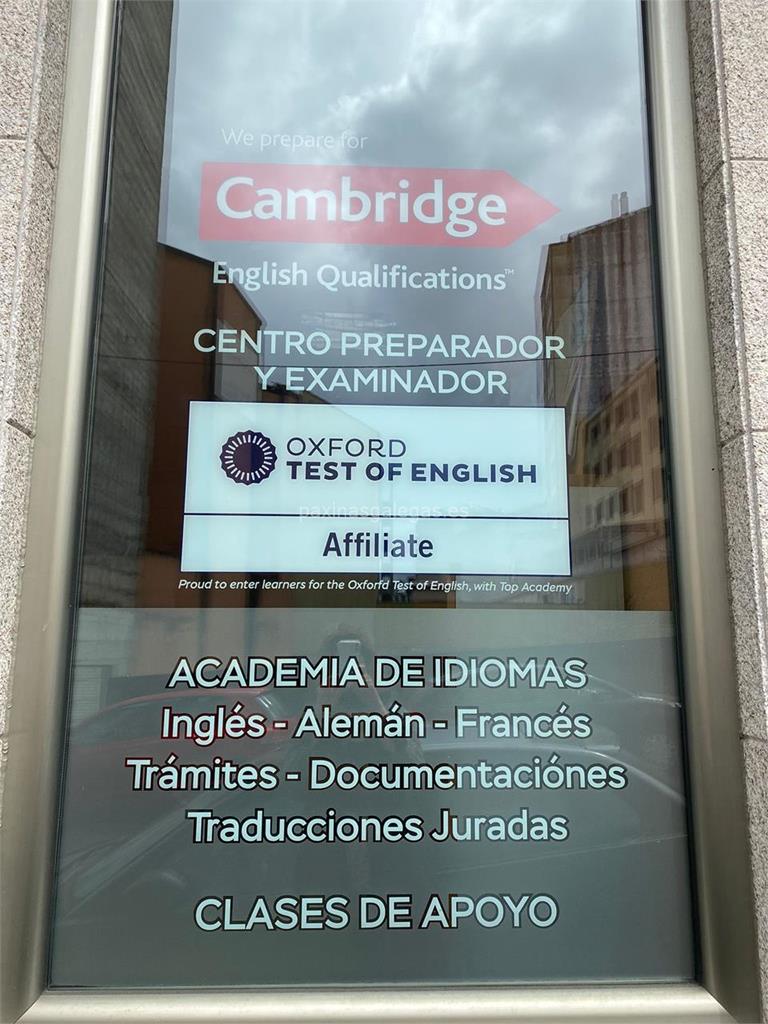 We prepare for
Cambridge
English Qualifications™
CENTRO PREPARADOR
Y EXAMINADOR
OXFORD
TEST OF ENGLISH
paxinasgalegas.es
Affiliate
Proud to enter learners for the Oxforfd Test of English, with Top Academy
ACADEMIA DE IDIOMAS
Inglés - Alemán - Francés
Trámites - Documentaciónes
Traducciones Juradas
CLASES DE APOYO